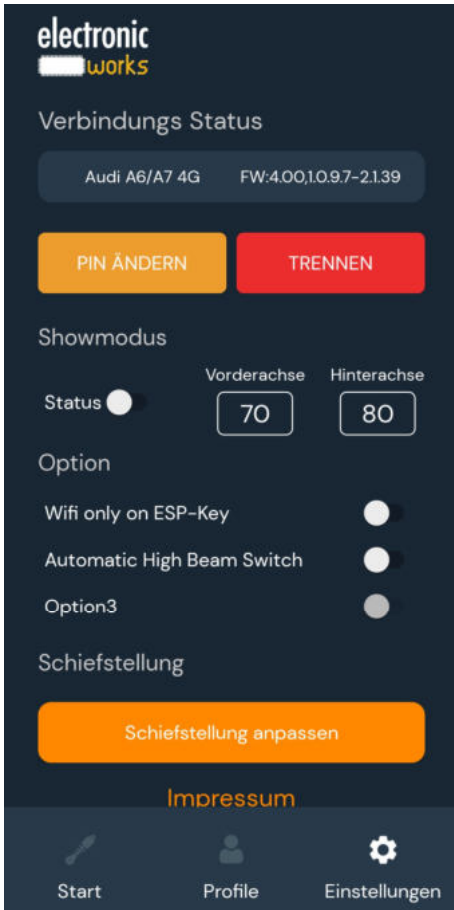 electronic
works
Verbindungs Status
Audi A6/A7 4G FW:4.00,1.0.9.7-2.1.39
PIN ÄNDERN TRENNEN
Showmodus
Vorderachse Hinterachse
Status 70 80
Option
Wifi only on ESP-Key
Automatic High Beam Switch
Option3
Schiefstellung
Schiefstellung anpassen
Impressum
Start Profile Einstellungen